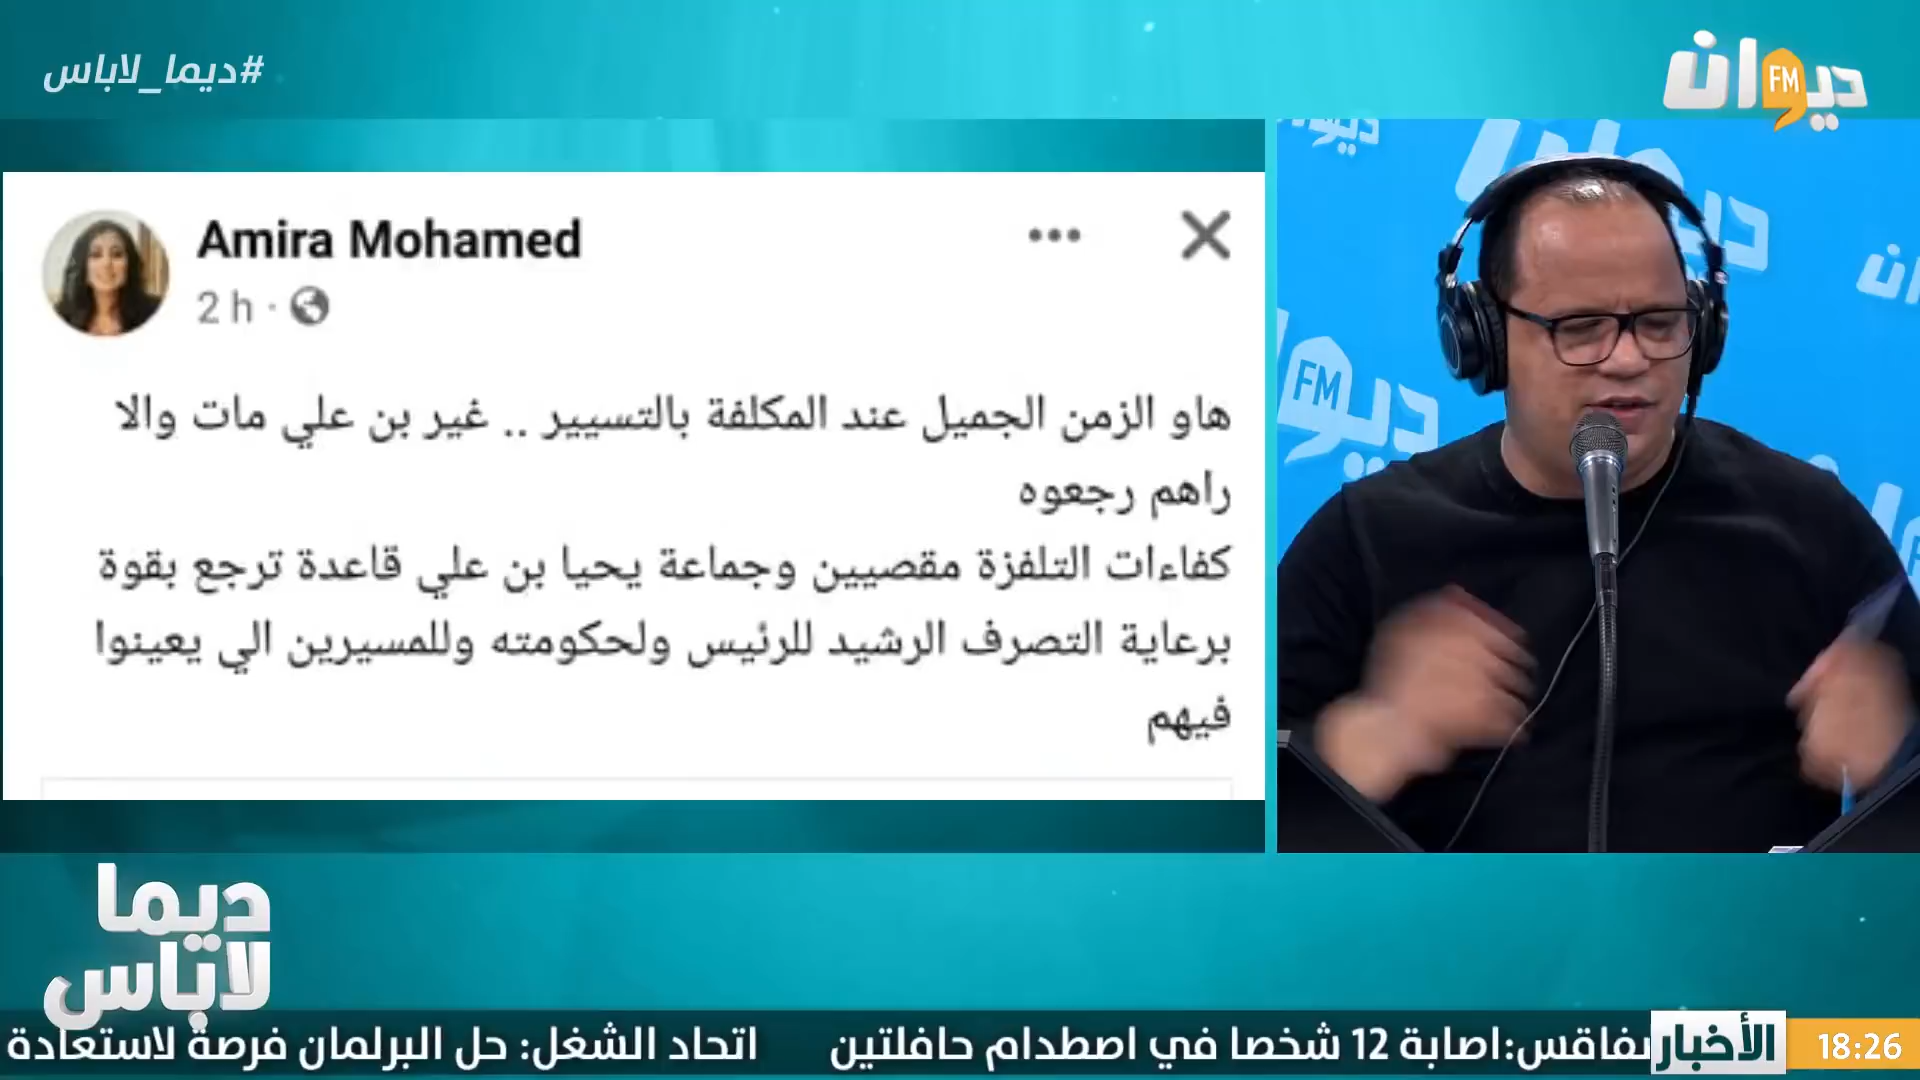 #ديما_لاباس
ديوان FM
Amira Mohamed
2 h
هاو الزمن الجميل عند المكلفة بالتسيير .. غير بن علي مات والا
راهم رجعوه
كفاءات التلفزة مقصيين وجماعة يحيا بن علي قاعدة ترجع بقوة
برعاية التصرف الرشيد للرئيس ولحكومته وللمسيرين الي يعينوا
فيهم
FM ديوان
ديما
لاباس
18:26
الأخبار
اصابة 12 شخصا في اصطدام حافلتين
اتحاد الشغل: حل البرلمان فرصة لاستعادة